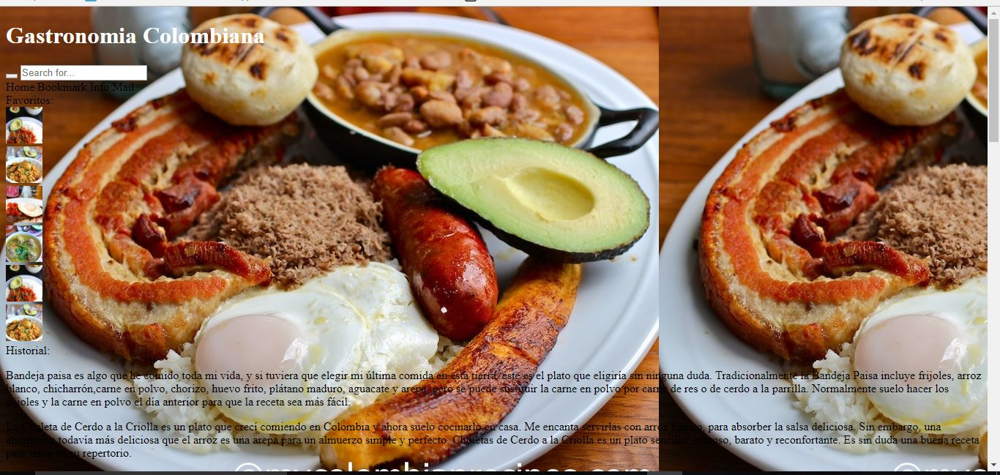 Gastronomia Colombiana
Search for...
Home Bookmark Info Mail
Favoritos:
Historial:
Bandeja paisa es algo que he comido toda mi vida, y si tuviera que elegir mi última comida en esta tierra, éste es el plato que eligiría sin ninguna duda. Tradicionalmente la Bandeja Paisa incluye frijoles, arroz
blanco, chicharrón,carne en polvo, chorizo, huevo frito, plátano maduro, aguacate y arepa, pero se puede sustituir la carne en polvo por carne de res o de cerdo a la parrilla. Normalmente suelo hacer los
frijoles y la carne en polvo el día anterior para que la receta sea más fácil.
La Chuleta de Cerdo a la Criolla es un plato que crecí comiendo en Colombia y ahora suelo cocinarlo en casa. Me encanta servirlas con arroz blanco, para absorber la salsa deliciosa. Sin embargo, una
alternativa todavía más deliciosa que el arroz es una arepa para un almuerzo simple y perfecto. Chuletas de Cerdo a la Criolla es un plato sencillo, sabroso, barato y reconfortante. Es sin duda una buena receta
para tener en su repertorio.